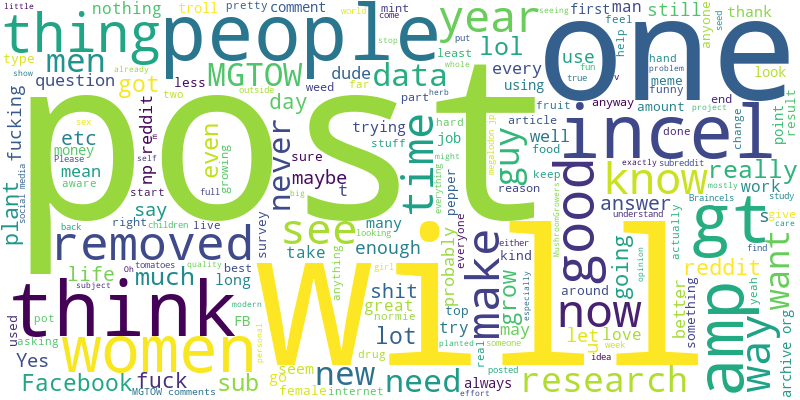 little
nothing
troll
pretty
comment
world
mint
come
still
first
man
feel
seeing
anyone
thank
type
thing
people
year
one
men
lol
stop
put
help
hand
problem
seed
question
got
less
MGTOW
dude
data
least
every
use
true
fun
v
meme
funny
look
show
already
two
outside
weed
far
whole
herb
using
fruit
anyway
amount
end
project
point
result
fucking
etc
np reddit
even
day
part
trying
time
guy
article
well
incel
done
change
sex
money
Please
mean
aware
self
growing
never
sure
stuff
hard
job
food
megalodon jp
exactly
subreddit
really
plant
social media
start
full
maybe
t
might
everything
reason
keep
good
know
mostly
work
study
say
post
big
see
pepper
MushroomGrowers
answer
Braincels
s
give
care
back
right
children
live
survey
many
everyone
understand
actually
find
gt
removed
looking
take
enough
probably
make
either
kind
going
opinion
want
life
Oh
tomatoes
best
anything
Will
now
around
reddit
yeah
used
think
much
long
quality
girl
shit
great
top
grow
especially
better
something
amp
way
archive org
Yes
pot
subject
FB
modern
women
personal
normie
lot
try
may
real
someone
planted
let
u
love
week
asking
Facebook
fuck
sub
seem
go
drug
new
need
always
posted
idea
research
MGTOW comments
female
internet
effort